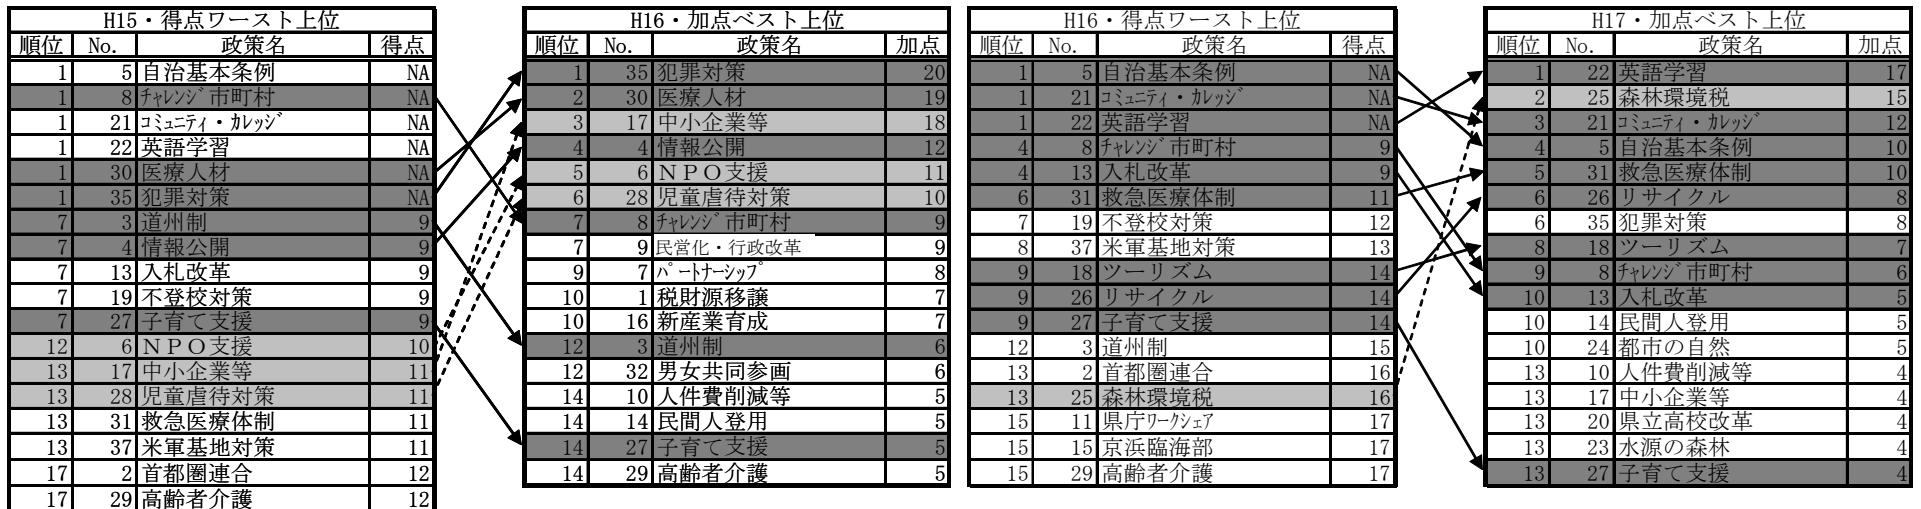 H15・得点ワースト上位
順位 No. 政策名 得点
1 5 自治基本条例 NA
1 8 ﾁｬﾚﾝｼﾞ市町村 NA
1 21 ｺﾐｭﾆﾃｨ・ｶﾚｯｼﾞ NA
1 22 英語学習 NA
1 30 医療人材 NA
1 35 犯罪対策 NA
7 3 道州制 9
7 4 情報公開 9
7 13 入札改革 9
7 19 不登校対策 9
7 27 子育て支援 9
12 6 ＮＰＯ支援 10
13 17 中小企業等 11
13 28 児童虐待対策 11
13 31 救急医療体制 11
13 37 米軍基地対策 11
17 2 首都圏連合 12
17 29 高齢者介護 12
H16・加点ベスト上位
順位 No. 政策名 加点
1 35 犯罪対策 20
2 30 医療人材 19
3 17 中小企業等 18
4 4 情報公開 12
5 6 ＮＰＯ支援 11
6 28 児童虐待対策 10
7 8 ﾁｬﾚﾝｼﾞ市町村 9
7 9 民営化・行政改革 9
9 7 ﾊﾟｰﾄﾅｰｼｯﾌﾟ 8
10 1 税財源移譲 7
10 16 新産業育成 7
12 3 道州制 6
12 32 男女共同参画 6
14 10 人件費削減等 5
14 14 民間人登用 5
14 27 子育て支援 5
14 29 高齢者介護 5
H16・得点ワースト上位
順位 No. 政策名 得点
1 5 自治基本条例 NA
1 21 ｺﾐｭﾆﾃｨ・ｶﾚｯｼﾞ NA
1 22 英語学習 NA
4 8 ﾁｬﾚﾝｼﾞ市町村 9
4 13 入札改革 9
6 31 救急医療体制 11
7 19 不登校対策 12
8 37 米軍基地対策 13
9 18 ツーリズム 14
9 26 リサイクル 14
9 27 子育て支援 14
12 3 道州制 15
13 2 首都圏連合 16
13 25 森林環境税 16
15 11 県庁ﾜｰｸｼｪｱ 17
15 15 京浜臨海部 17
15 29 高齢者介護 17
H17・加点ベスト上位
順位 No. 政策名 加点
1 22 英語学習 17
2 25 森林環境税 15
3 21 ｺﾐｭﾆﾃｨ・ｶﾚｯｼﾞ 12
4 5 自治基本条例 10
5 31 救急医療体制 10
6 26 リサイクル 8
6 35 犯罪対策 8
8 18 ツーリズム 7
9 8 ﾁｬﾚﾝｼﾞ市町村 6
10 13 入札改革 5
10 14 民間人登用 5
10 24 都市の自然 5
13 10 人件費削減等 4
13 17 中小企業等 4
13 20 県立高校改革 4
13 23 水源の森林 4
13 27 子育て支援 4